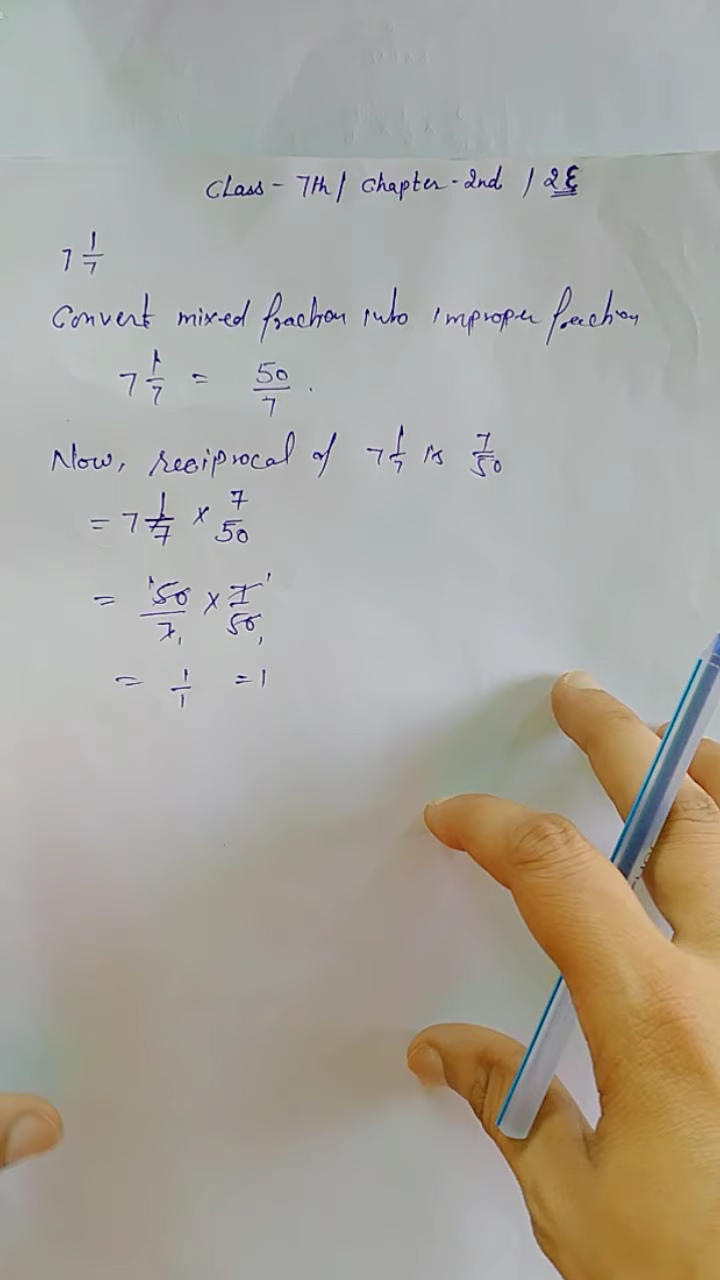 Class - 7th / Chapter - 2nd / 2E
7 1/7
Convert mixed fraction into improper fraction
7 1/7 = 50/7.
Now, reciprocal of 7 1/7 is 7/50
= 7 1/7 × 7/50
= 50/7 × 7/50
= 1/1 = 1